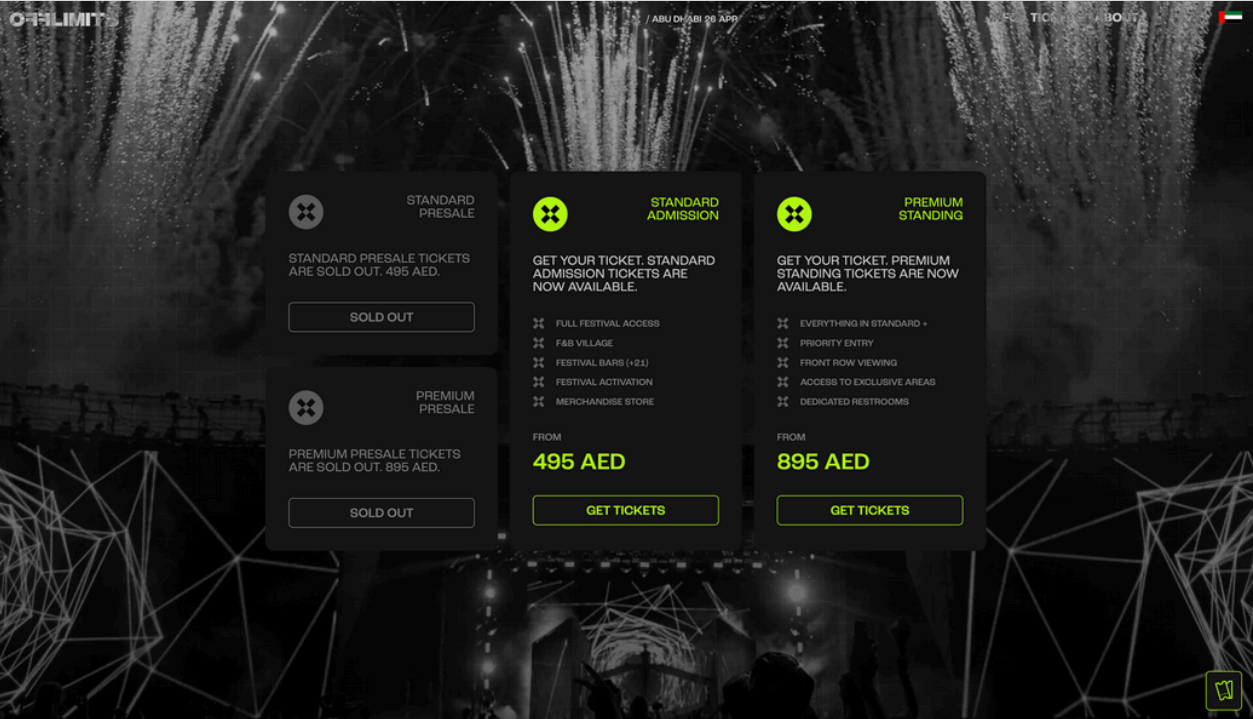 OFFLIMITS
/ ABU DHABI 26 APR
ABOUT
STANDARD
PRESALE
STANDARD PRESALE TICKETS
ARE SOLD OUT. 495 AED.
SOLD OUT
PREMIUM
PRESALE
PREMIUM PRESALE TICKETS
ARE SOLD OUT. 895 AED.
SOLD OUT
STANDARD
ADMISSION
GET YOUR TICKET. STANDARD
ADMISSION TICKETS ARE
NOW AVAILABLE.
FULL FESTIVAL ACCESS
F&B VILLAGE
FESTIVAL BARS (+21)
FESTIVAL ACTIVATION
MERCHANDISE STORE
FROM
495 AED
GET TICKETS
PREMIUM
STANDING
GET YOUR TICKET. PREMIUM
STANDING TICKETS ARE NOW
AVAILABLE.
EVERYTHING IN STANDARD +
PRIORITY ENTRY
FRONT ROW VIEWING
ACCESS TO EXCLUSIVE AREAS
DEDICATED RESTROOMS
FROM
895 AED
GET TICKETS